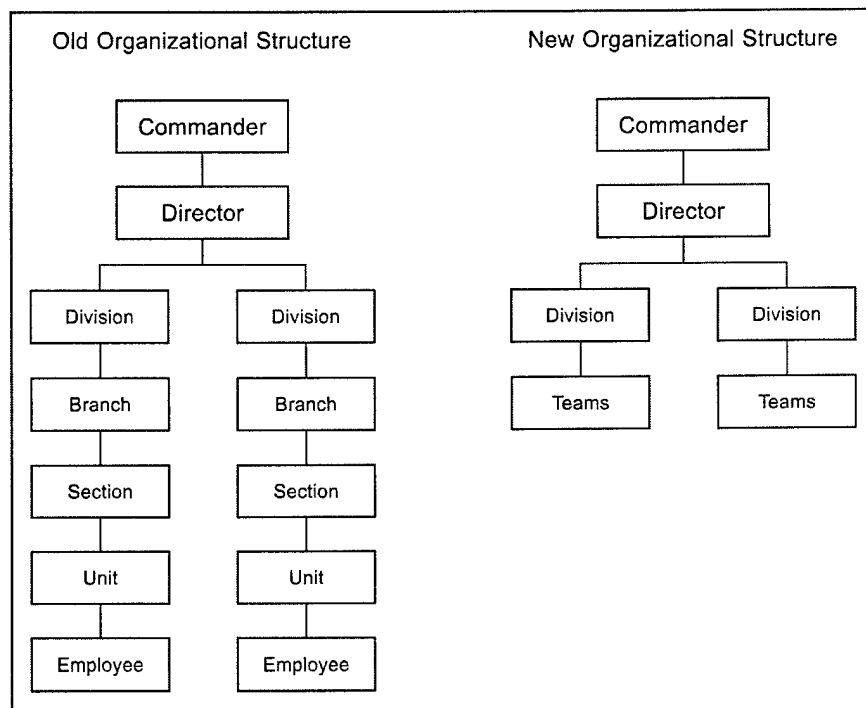 Old Organizational Structure
New Organizational Structure
Commander
Commander
Director
Director
Division
Division
Division
Division
Branch
Branch
Teams
Teams
Section
Section
Unit
Unit
Employee
Employee